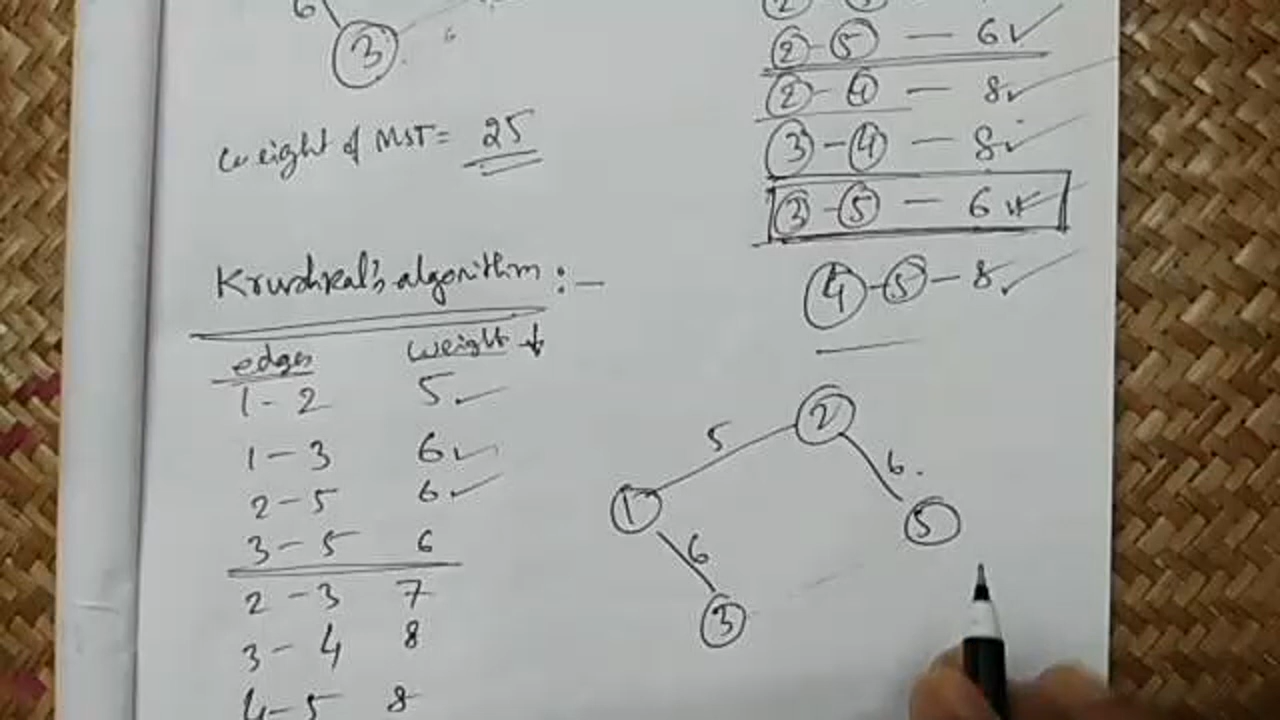 6
3
Weight of MST= 25
2 - 5 — 6 ✓
2 - 4 — 8 ✓
3 - 4 — 8 ✓
3 - 5 — 6 ✓
4 - 5 - 8 ✓
Krushkal's algorithm :-
edges weight ↓
1 - 2 5 ✓
1 - 3 6 ✓
2 - 5 6 ✓
3 - 5 6
2 - 3 7
3 - 4 8
4 - 5 8
2
5 6.
1 5
6
3